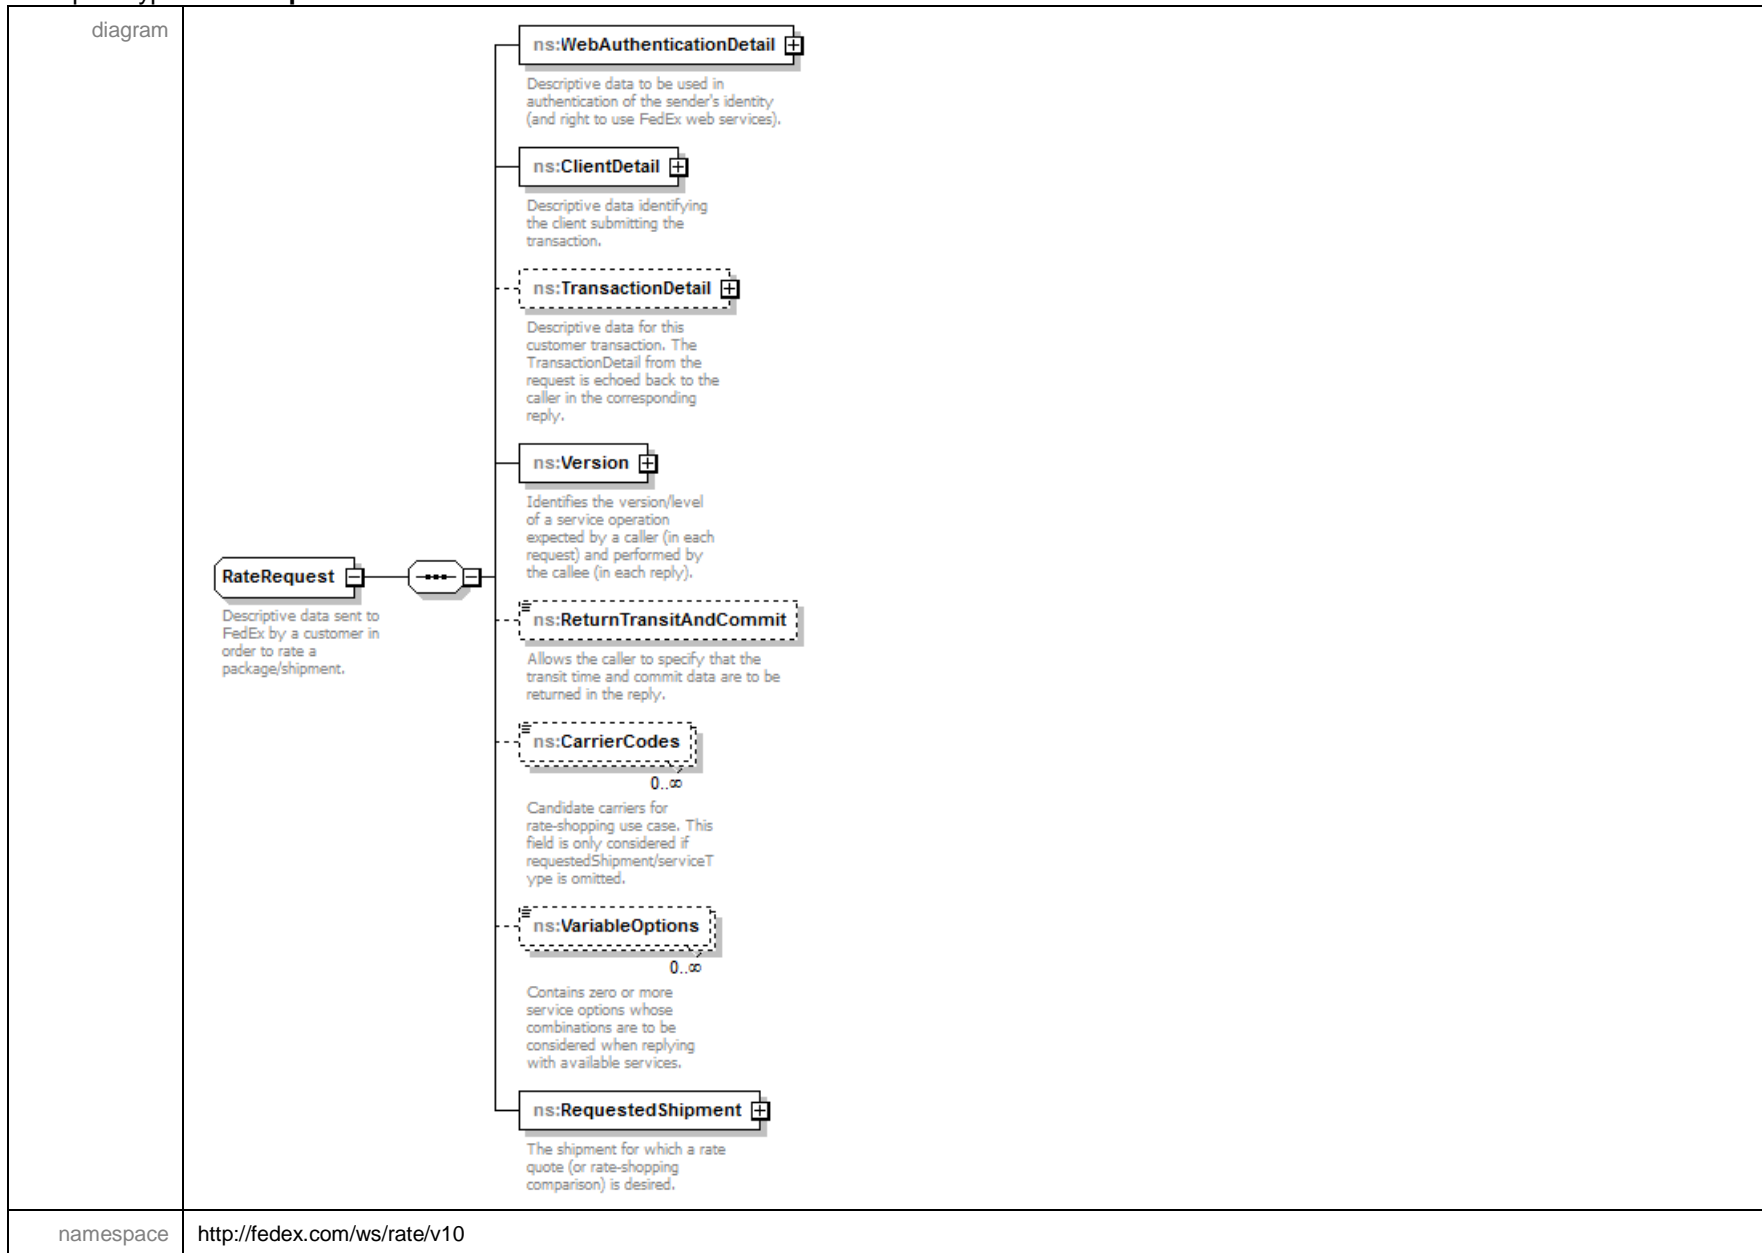 diagram
ns:WebAuthenticationDetail
Descriptive data to be used in
authentication of the sender's identity
(and right to use FedEx web services).
ns:ClientDetail
Descriptive data identifying
the client submitting the
transaction.
ns:TransactionDetail
Descriptive data for this
customer transaction. The
TransactionDetail from the
request is echoed back to the
caller in the corresponding
reply.
ns:Version
Identifies the version/level
of a service operation
expected by a caller (in each
request) and performed by
the callee (in each reply).
RateRequest
Descriptive data sent to
FedEx by a customer in
order to rate a
package/shipment.
ns:ReturnTransitAndCommit
Allows the caller to specify that the
transit time and commit data are to be
returned in the reply.
ns:CarrierCodes
0..∞
Candidate carriers for
rate-shopping use case. This
field is only considered if
requestedShipment/serviceT
ype is omitted.
ns:VariableOptions
0..∞
Contains zero or more
service options whose
combinations are to be
considered when replying
with available services.
ns:RequestedShipment
The shipment for which a rate
quote (or rate-shopping
comparison) is desired.
namespace
http://fedex.com/ws/rate/v10